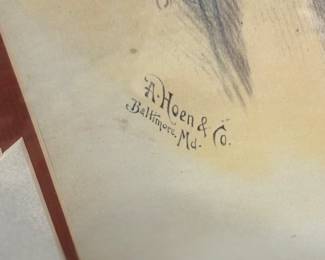 A. Hoen & Co.
Baltimore, Md.